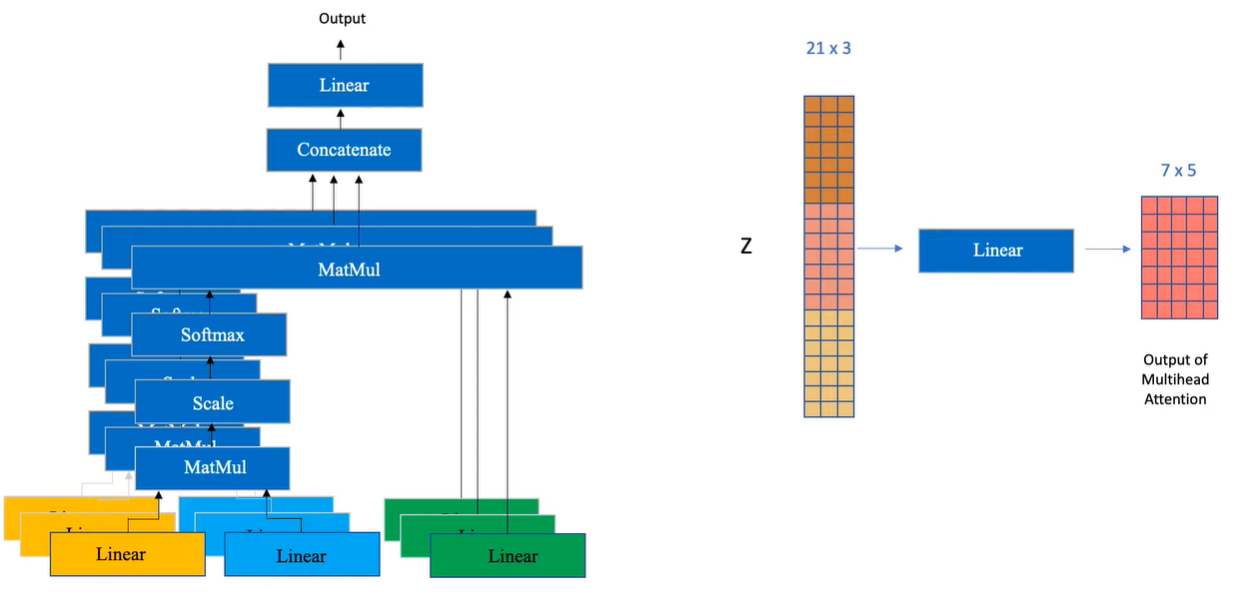 Output
Linear
Concatenate
MatMul
Softmax
Scale
MatMul
MatMul
Linear
Linear
Linear
21 x 3
Z
Linear
7 x 5
Output of
Multihead
Attention